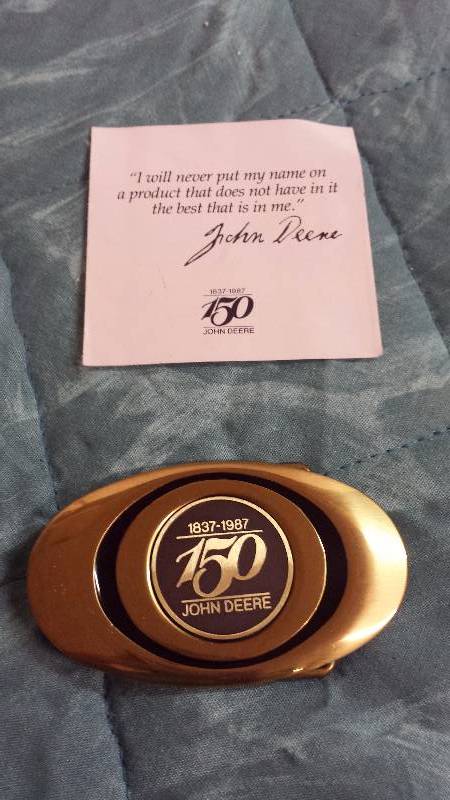 “I will never put my name on
a product that does not have in it
the best that is in me.”
John Deere
1837-1987
150
JOHN DEERE
1837-1987
150
JOHN DEERE